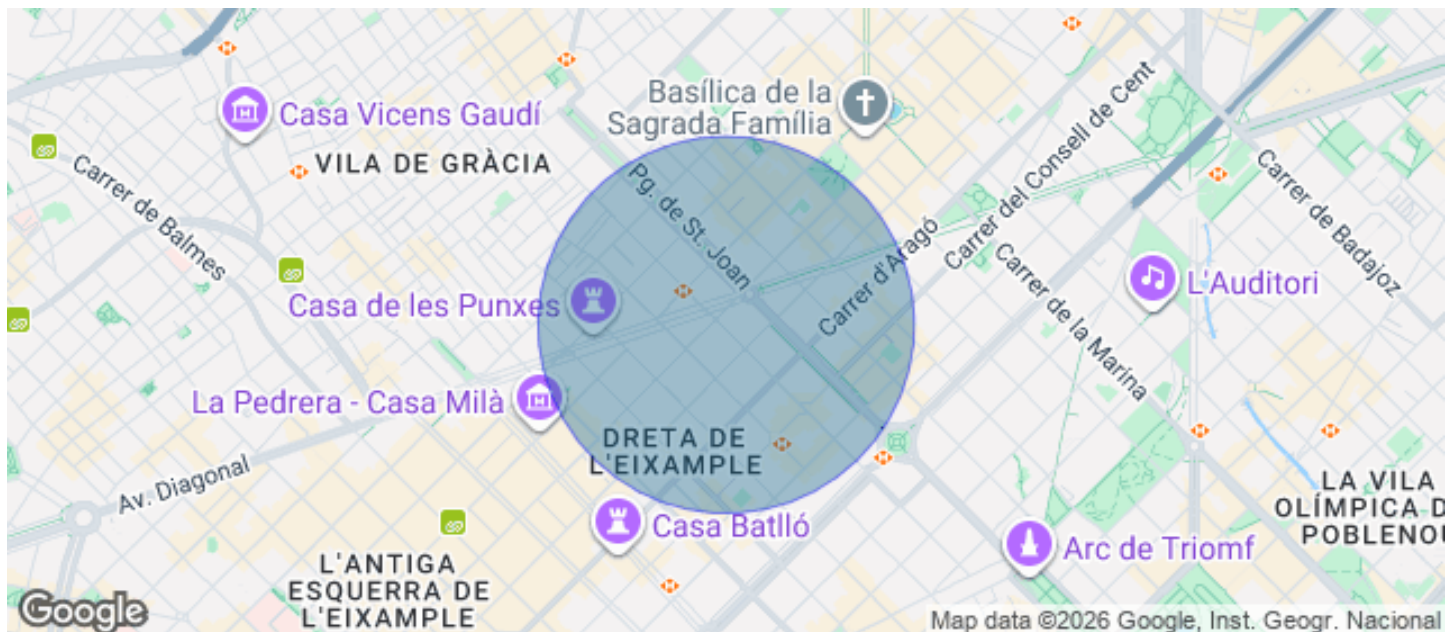 Basílica de la
Sagrada Família
Casa Vicens Gaudí
VILA DE GRÀCIA
Carrer de Balmes
Pg. de St. Joan
Carrer del Consell de Cent
Carrer de Badajoz
Carrer d'Aragó
Carrer de la Marina
L'Auditori
Casa de les Punxes
La Pedrera - Casa Milà
DRETA DE
L'EIXAMPLE
Av. Diagonal
Casa Batlló
Arc de Triomf
LA VILA
OLÍMPICA D
POBLENOU
L'ANTIGA
ESQUERRA DE
L'EIXAMPLE
Google
Map data ©2026 Google, Inst. Geogr. Nacional